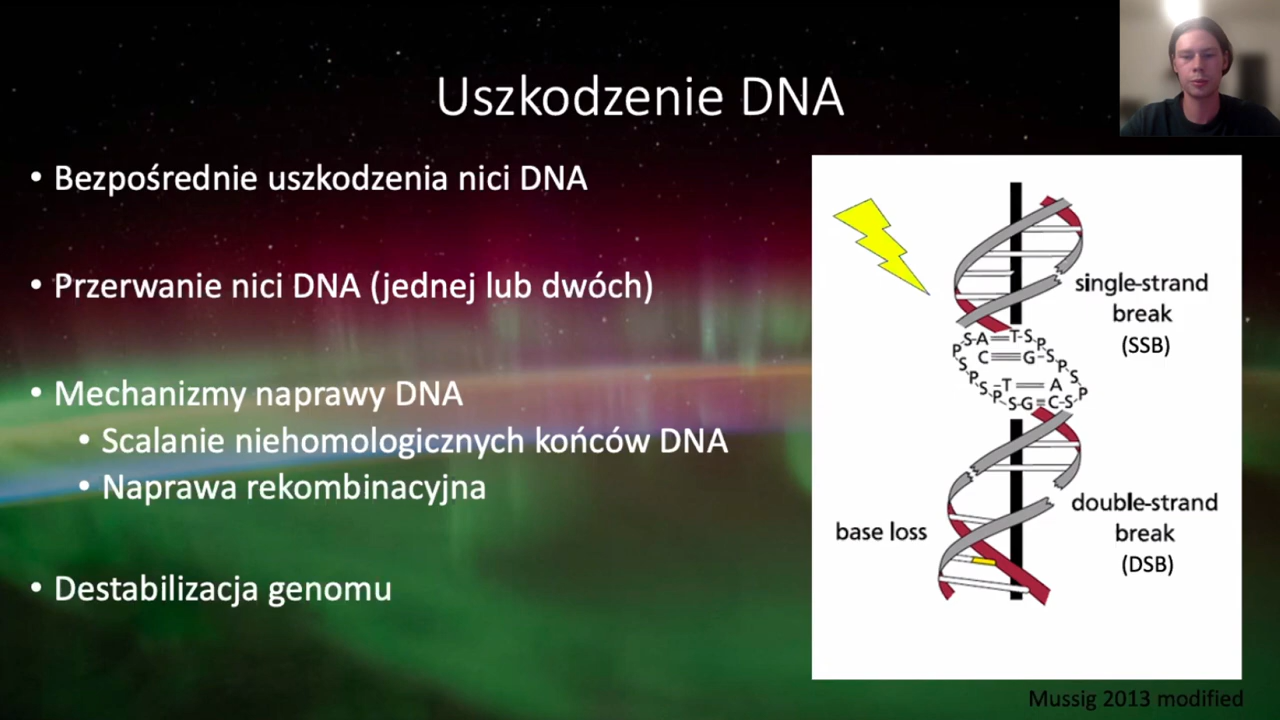 Uszkodzenie DNA
• Bezpośrednie uszkodzenia nici DNA
• Przerwanie nici DNA (jednej lub dwóch)
• Mechanizmy naprawy DNA
• Scalanie niehomologicznych końców DNA
• Naprawa rekombinacyjna
• Destabilizacja genomu
single-strand
break
(SSB)
S-A T-S
P P
P C G-S
S P
P T A S
S P S-G C-S P
double-strand
break
(DSB)
base loss
Mussig 2013 modified